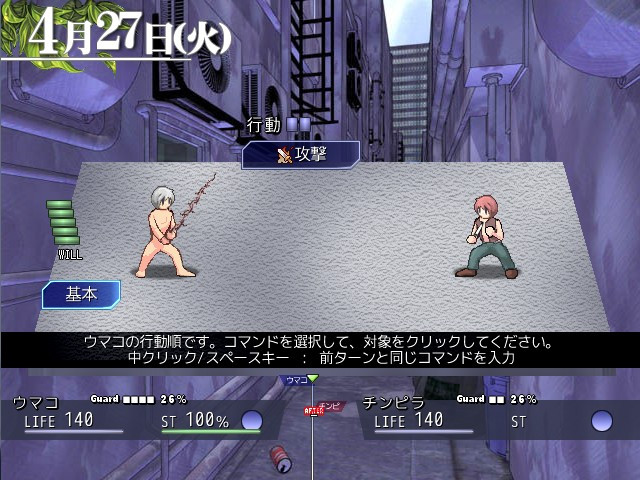 4月27日(火)
行動
攻撃
WILL
基本
ウマコの行動順です。コマンドを選択して、対象をクリックしてください。
中クリック/スペースキー ： 前ターンと同じコマンドを入力
ウマコ
ウマコ Guard 26%
LIFE 140 ST 100%
AFTER チンピ
チンピラ Guard 26%
LIFE 140 ST